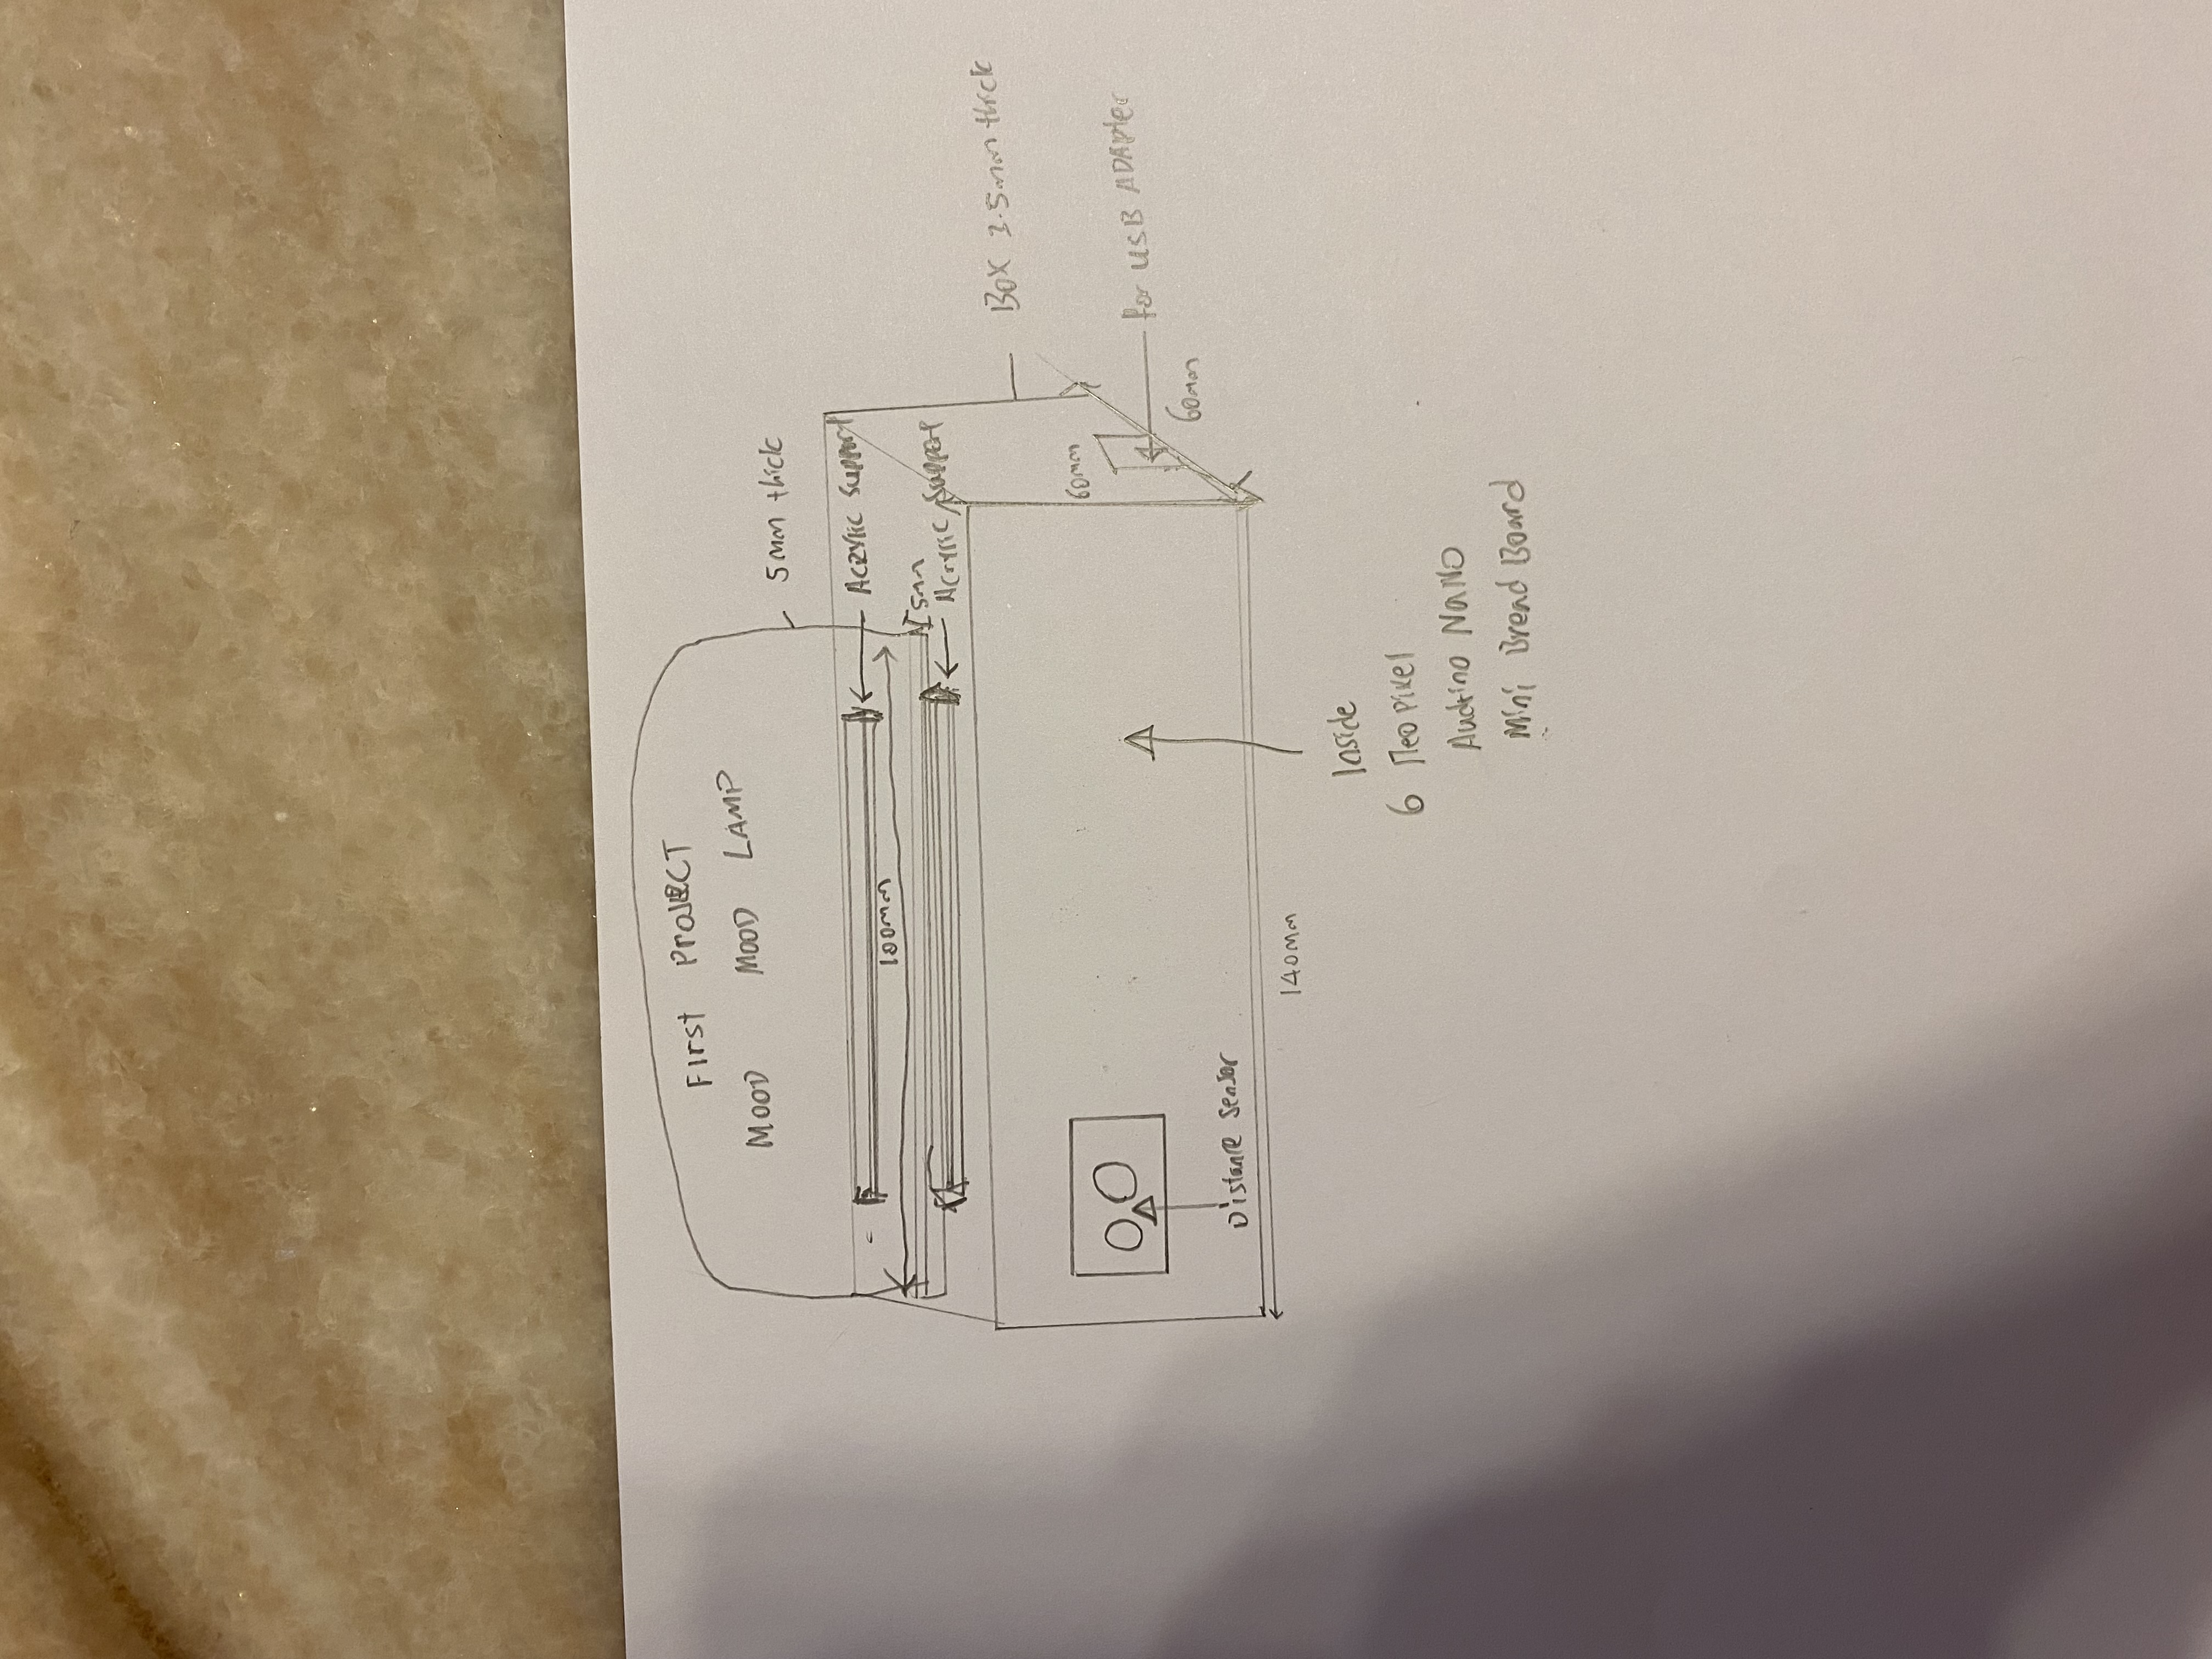 First PROJECT
MOOD MOOD LAMP
5mm thick
Acrylic support
100mm
5mm
Acrylic support
Box 3.5mm thick
60mm
for USB ADApter
60mm
Distance sensor
140mm
Inside
6 neo pixel
Audrino NaNo
Mini Bread Board